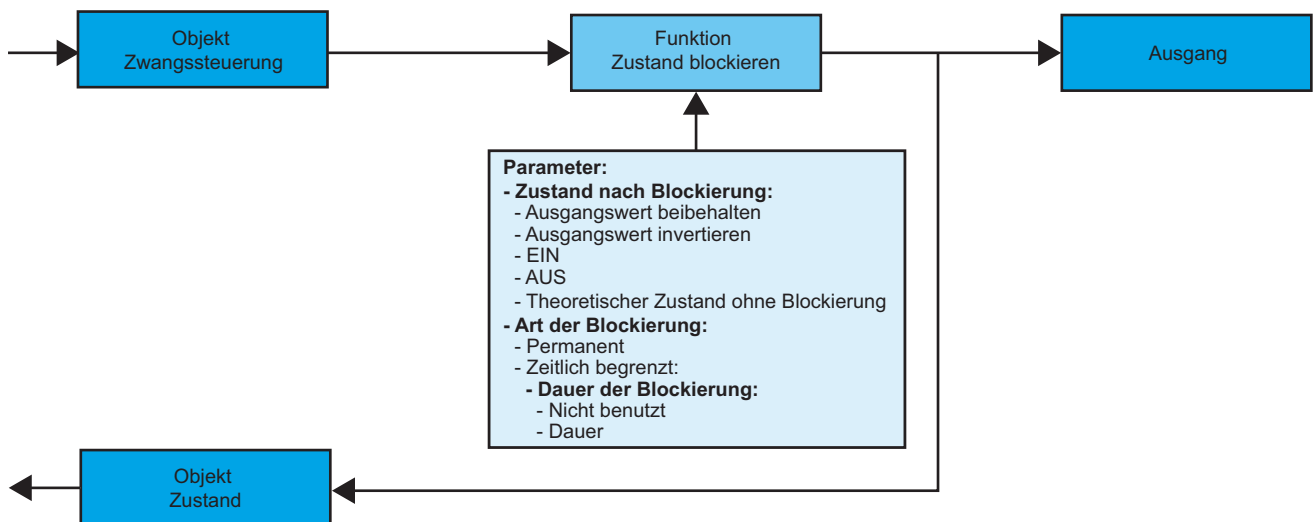 Objekt
Zwangssteuerung
Funktion
Zustand blockieren
Ausgang
Parameter:
- Zustand nach Blockierung:
- Ausgangswert beibehalten
- Ausgangswert invertieren
- EIN
- AUS
- Theoretischer Zustand ohne Blockierung
- Art der Blockierung:
- Permanent
- Zeitlich begrenzt:
- Dauer der Blockierung:
- Nicht benutzt
- Dauer
Objekt
Zustand